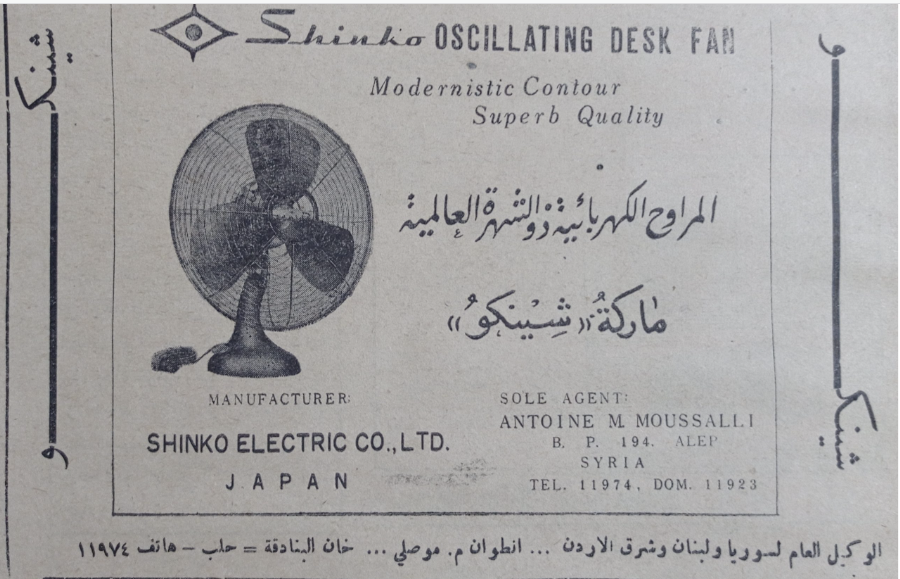 Shinko OSCILLATING DESK FAN
Modernistic Contour
Superb Quality
المراوح الكهربائية ذو الشهرة العالمية
ماركة «شينكو»
MANUFACTURER:
SHINKO ELECTRIC CO., LTD.
JAPAN
SOLE AGENT:
ANTOINE M. MOUSSALLI
B. P. 194. ALEP
SYRIA
TEL. 11974, DOM. 11923
شينكو
شينكو
الوكيل العام لسوريا ولبنان وشرق الاردن ... انطوان م. موصلي ... خان البنادقة = حلب - هاتف ١١٩٧٤